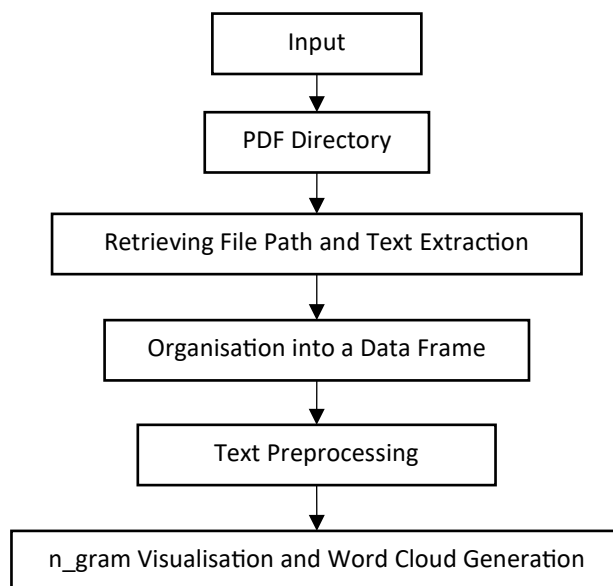 Input
PDF Directory
Retrieving File Path and Text Extraction
Organisation into a Data Frame
Text Preprocessing
n_gram Visualisation and Word Cloud Generation